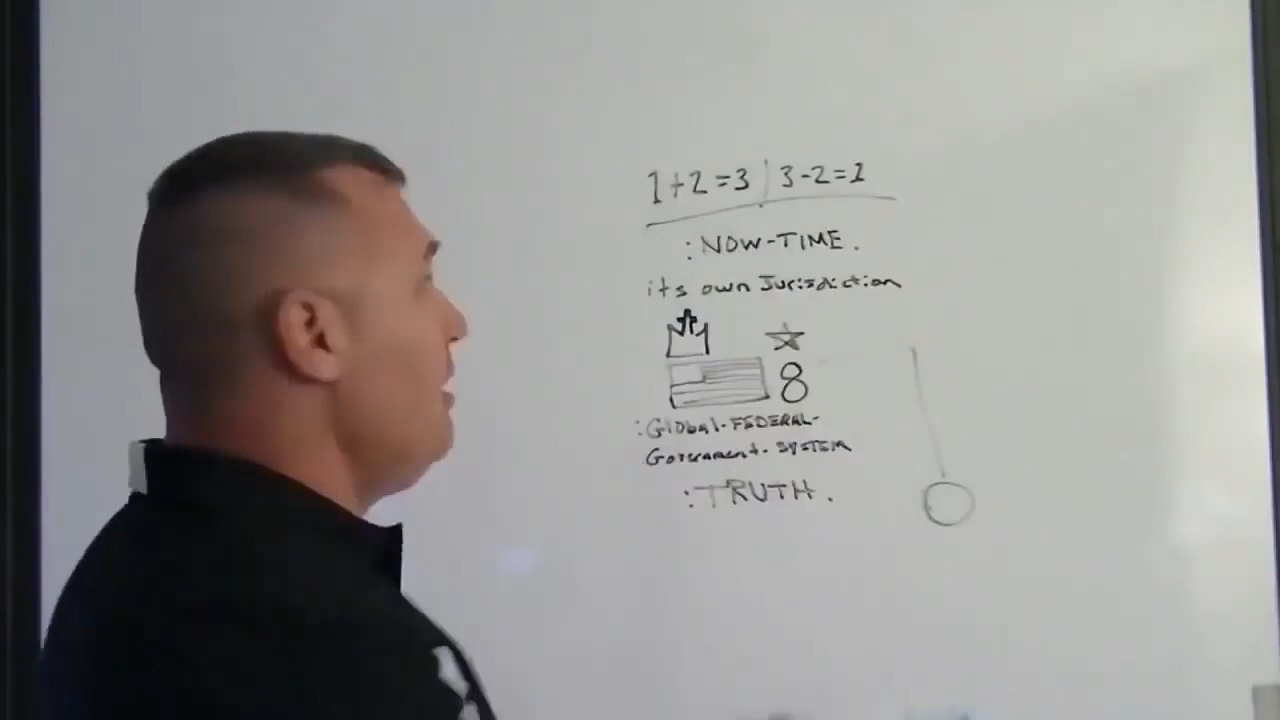 1+2=3 | 3-2=1
:NOW-TIME.
its own Jurisdiction
8
:Global-FEDERAL-
Government-SYSTEM
:TRUTH.